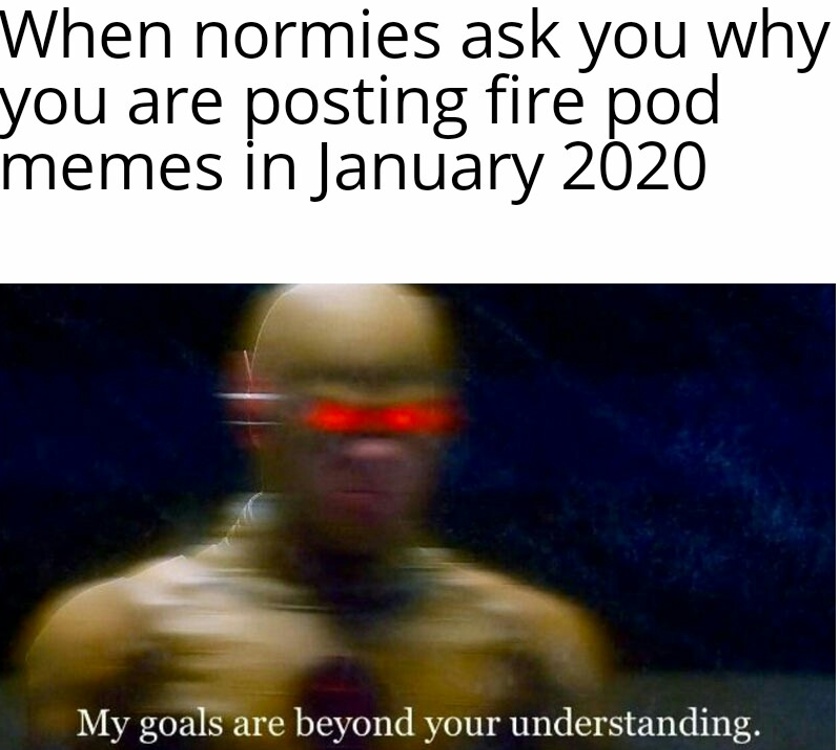 When normies ask you why
you are posting fire pod
memes in January 2020
My goals are beyond your understanding.